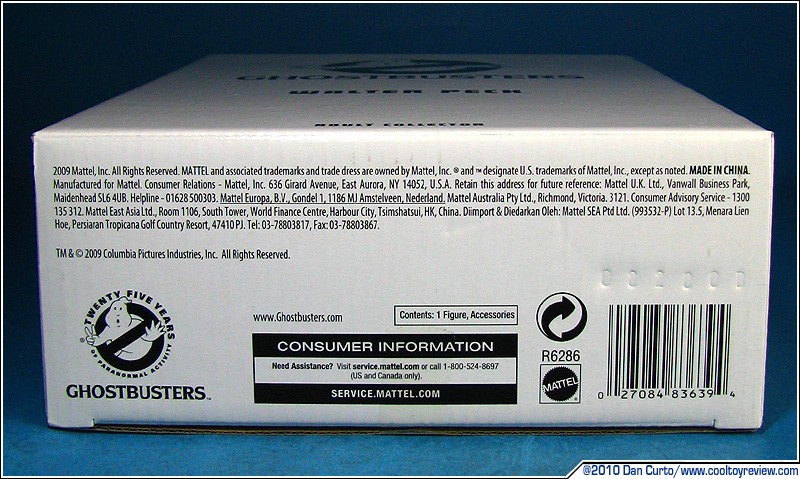 GHOSTBUSTERS
WALTER PECK
ADULT COLLECTOR
2009 Mattel, Inc. All Rights Reserved. MATTEL and associated trademarks and trade dress are owned by Mattel, Inc. ® and ™ designate U.S. trademarks of Mattel, Inc., except as noted. MADE IN CHINA.
Manufactured for Mattel. Consumer Relations - Mattel, Inc. 636 Girard Avenue, East Aurora, NY 14052, U.S.A. Retain this address for future reference: Mattel U.K. Ltd., Vanwall Business Park,
Maidenhead SL6 4UB. Helpline - 01628 500303. Mattel Europa, B.V., Gondel 1, 1186 MJ Amstelveen, Nederland. Mattel Australia Pty Ltd., Richmond, Victoria. 3121. Consumer Advisory Service - 1300
135 312. Mattel East Asia Ltd., Room 1106, South Tower, World Finance Centre, Harbour City, Tsimshatsui, HK, China. Diimport & Diedarkan Oleh: Mattel SEA Ptd Ltd. (993532-P) Lot 13.5, Menara Lien
Hoe, Persiaran Tropicana Golf Country Resort, 47410 PJ. Tel: 03-78803817, Fax: 03-78803867.
TM & © 2009 Columbia Pictures Industries, Inc. All Rights Reserved.
TWENTY FIVE YEARS
OF PARANORMAL ACTIVITY
®
GHOSTBUSTERS™
www.Ghostbusters.com
Contents: 1 Figure, Accessories
CONSUMER INFORMATION
Need Assistance? Visit service.mattel.com or call 1-800-524-8697
(US and Canada only).
SERVICE.MATTEL.COM
R6286
MATTEL
0 27084 83639 4
©2010 Dan Curto/www.cooltoyreview.com